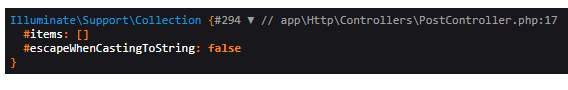 Illuminate\Support\Collection {#294 ▼ // app\Http\Controllers\PostController.php:17
  #items: []
  #escapeWhenCastingToString: false
}